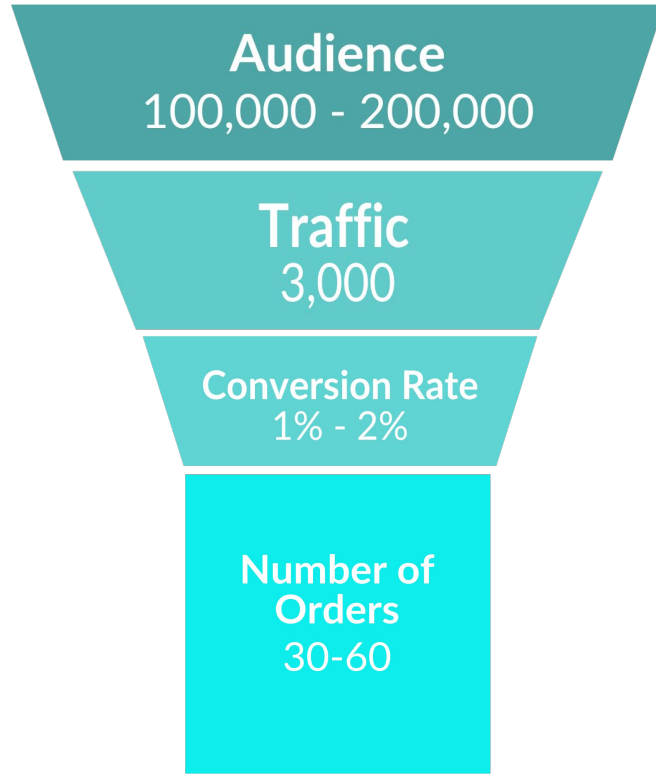 Audience
100,000 - 200,000
Traffic
3,000
Conversion Rate
1% - 2%
Number of
Orders
30-60